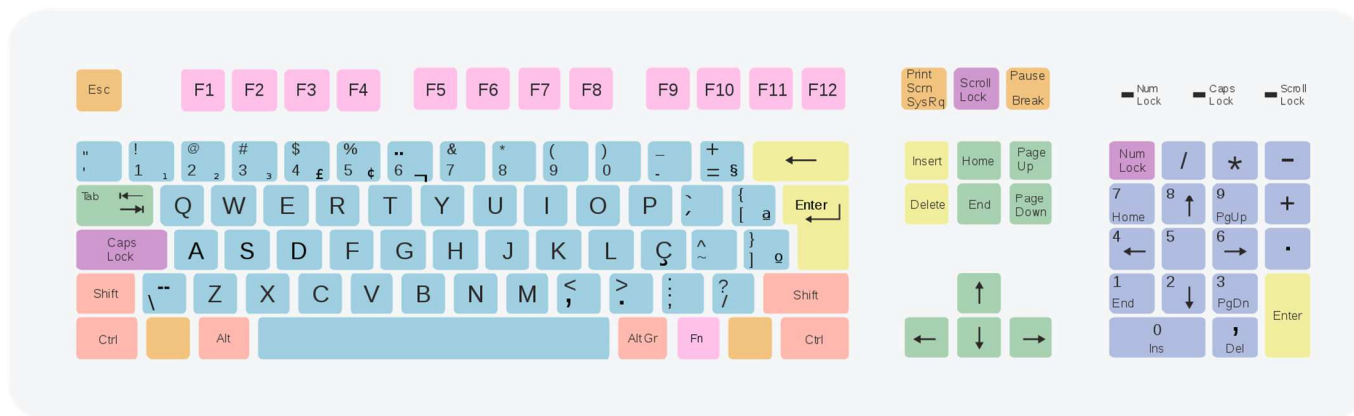 Esc F1 F2 F3 F4 F5 F6 F7 F8 F9 F10 F11 F12 Print Scroll Pause
Scrn Lock
SysRq Break
Num Caps Scroll
Lock Lock Lock
" ! @ # $ % ¨ & * ( ) _ +
' 1 ₁ 2 ₂ 3 ₃ 4 £ 5 ¢ 6 ¬ 7 8 9 0 - = § ←
Insert Home Page Up
Num Lock / * -
Tab Q W E R T Y U I O P ` ´ { [ ª Enter
Delete End Page Down
7 Home 8 ↑ 9 PgUp +
Caps Lock A S D F G H J K L Ç ^ ~ } ] º
4 ← 5 6 → .
Shift \ Z X C V B N M < , > . : ; ? / Shift
↑
1 End 2 ↓ 3 PgDn Enter
Ctrl Alt Alt Gr Fn Ctrl
← ↓ →
0 Ins , Del